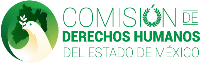 COMISIÓN DE
DERECHOS HUMANOS
DEL ESTADO DE MÉXICO